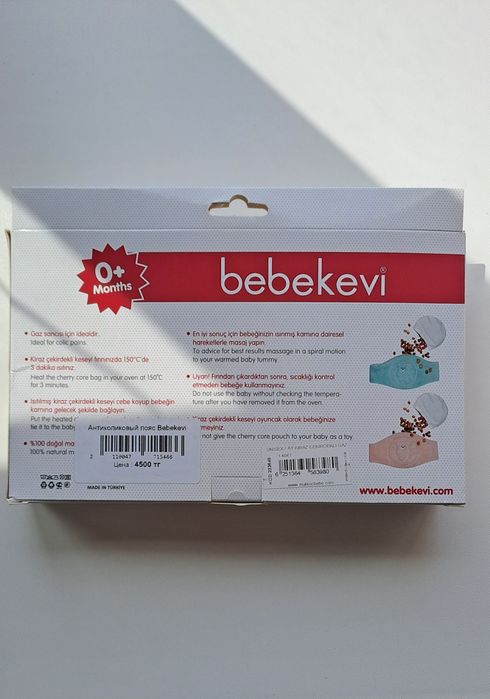 0+
Months
bebekevi®
• Gaz sancısı için idealdir.
Ideal for colic pains.
• Kiraz çekirdekli keseyi fırınınızda 150°C'de
3 dakika ısıtınız.
Heat the cherry core bag in your oven at 150°C
for 3 minutes.
• Isıtılmış kiraz çekirdekli keseyi cebe koyup bebeğin
karnına gelecek şekilde bağlayın.
Put the heated
tie it to the baby
• %100 doğal ma
100% natural m
• En iyi sonuç için bebeğinizin ısınmış karnına dairesel
hareketlerle masaj yapın.
To advice for best results massage in a spiral motion
to your warmed baby tummy.
• Uyarı! Fırından çıkardıktan sonra, sıcaklığı kontrol
etmeden bebeğe kullanmayınız.
Do not use the baby without checking the tempera-
ture after you have removed it from the oven.
Kiraz çekirdekli keseyi oyuncak olarak bebeğinize
vermeyiniz.
not give the cherry core pouch to your baby as a toy
Антиколиковый пояс Bebekevi
2 110047 713466
Цена : 4500 тг
MADE IN TÜRKİYE
www.bebekevi.com